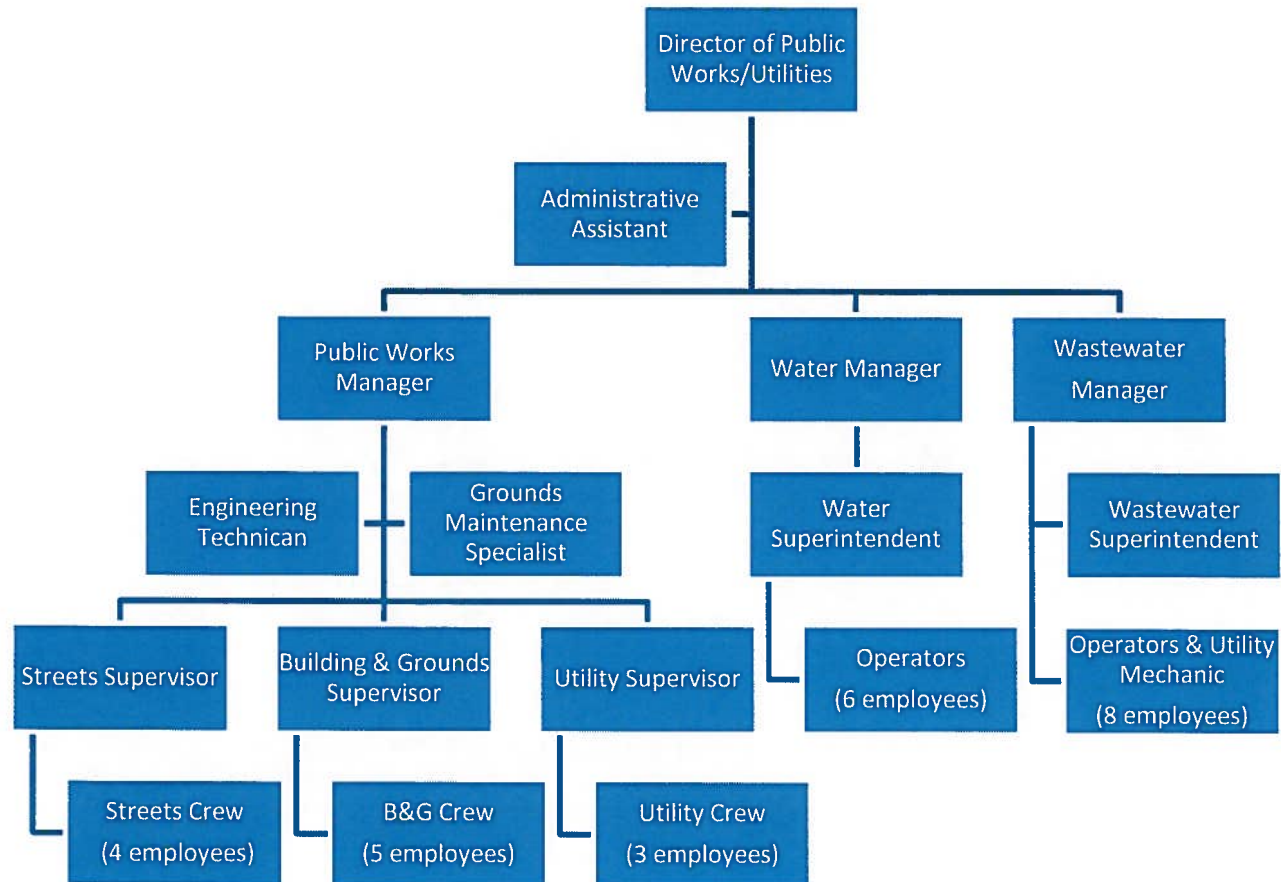 Director of Public
Works/Utilities
Administrative
Assistant
Public Works
Manager
Water Manager
Wastewater
Manager
Engineering
Technican
Grounds
Maintenance
Specialist
Water
Superintendent
Wastewater
Superintendent
Streets Supervisor
Building & Grounds
Supervisor
Utility Supervisor
Operators
(6 employees)
Operators & Utility
Mechanic
(8 employees)
Streets Crew
(4 employees)
B&G Crew
(5 employees)
Utility Crew
(3 employees)